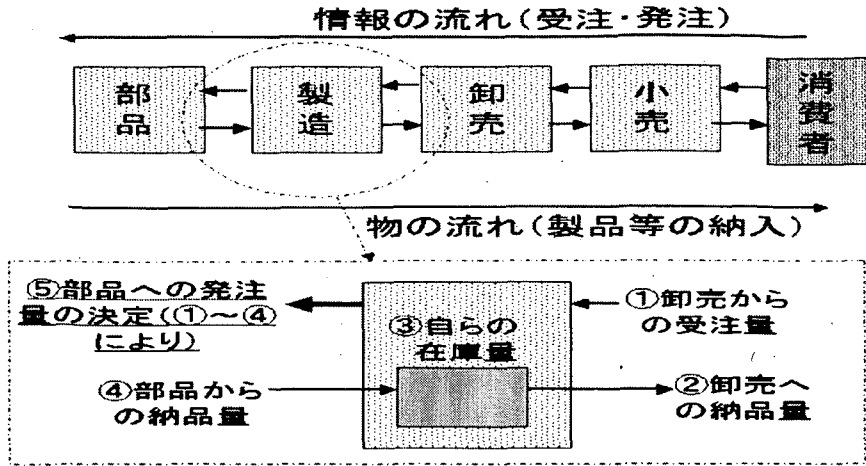 情報の流れ(受注・発注)
部品
製造
卸売
小売
消費者
物の流れ(製品等の納入)
⑤部品への発注
量の決定(①～④
により)
③自らの
在庫量
①卸売から
の受注量
④部品から
の納品量
②卸売へ
の納品量